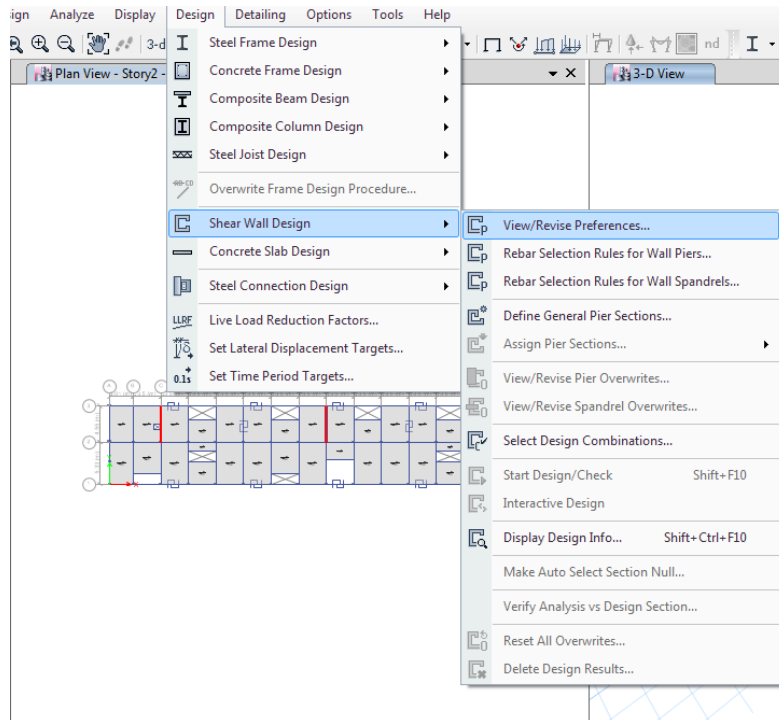 sign Analyze Display Design Detailing Options Tools Help
3-d
nd
Plan View - Story2 -
3-D View
Steel Frame Design
Concrete Frame Design
Composite Beam Design
Composite Column Design
Steel Joist Design
Overwrite Frame Design Procedure...
Shear Wall Design
Concrete Slab Design
Steel Connection Design
LLRF Live Load Reduction Factors...
Set Lateral Displacement Targets...
0.1s Set Time Period Targets...
View/Revise Preferences...
Rebar Selection Rules for Wall Piers...
Rebar Selection Rules for Wall Spandrels...
Define General Pier Sections...
Assign Pier Sections...
View/Revise Pier Overwrites...
View/Revise Spandrel Overwrites...
Select Design Combinations...
Start Design/Check Shift+F10
Interactive Design
Display Design Info... Shift+Ctrl+F10
Make Auto Select Section Null...
Verify Analysis vs Design Section...
Reset All Overwrites...
Delete Design Results...